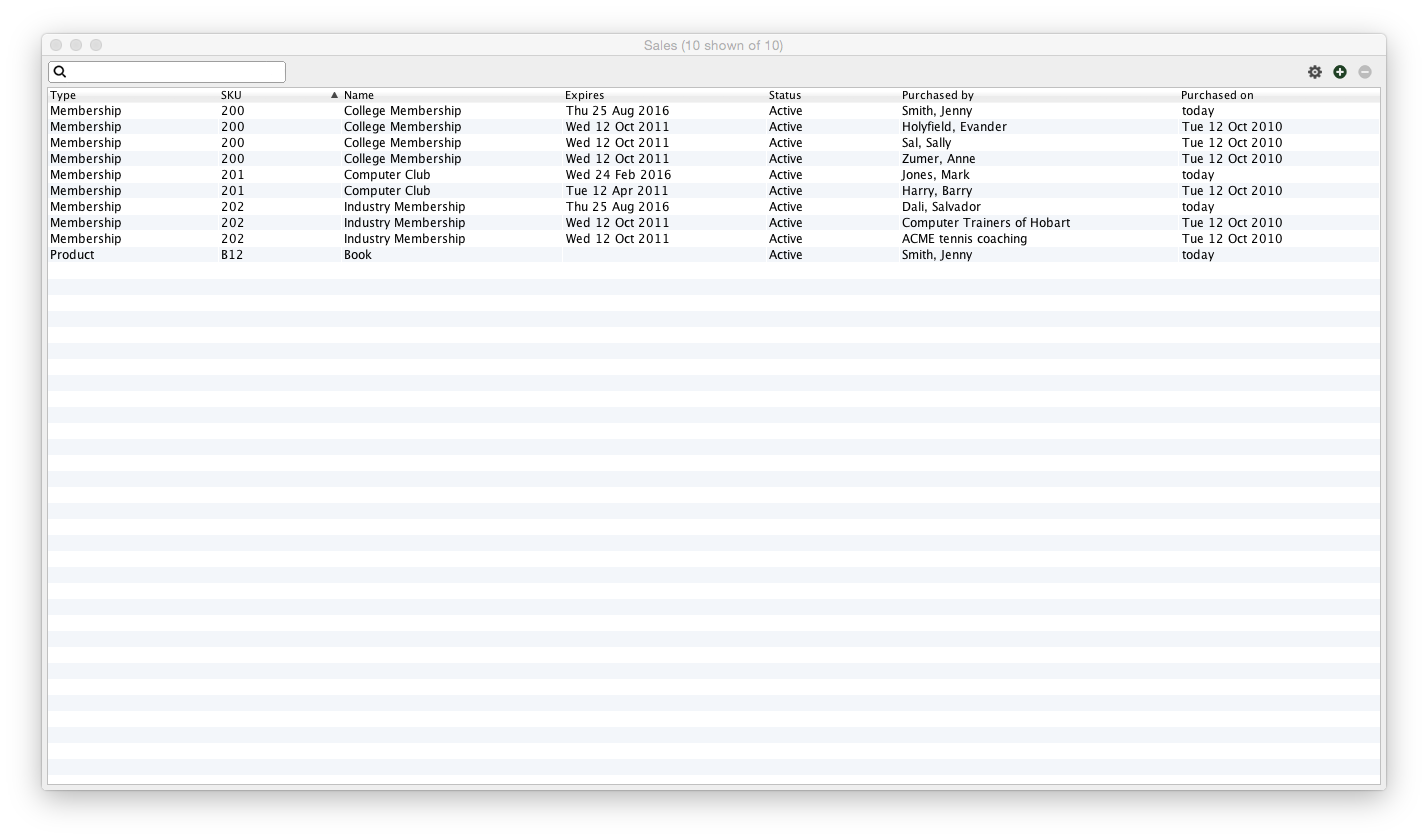 Sales (10 shown of 10)
Type SKU Name Expires Status Purchased by Purchased on
Membership 200 College Membership Thu 25 Aug 2016 Active Smith, Jenny today
Membership 200 College Membership Wed 12 Oct 2011 Active Holyfield, Evander Tue 12 Oct 2010
Membership 200 College Membership Wed 12 Oct 2011 Active Sal, Sally Tue 12 Oct 2010
Membership 200 College Membership Wed 12 Oct 2011 Active Zumer, Anne Tue 12 Oct 2010
Membership 201 Computer Club Wed 24 Feb 2016 Active Jones, Mark today
Membership 201 Computer Club Tue 12 Apr 2011 Active Harry, Barry Tue 12 Oct 2010
Membership 202 Industry Membership Thu 25 Aug 2016 Active Dali, Salvador today
Membership 202 Industry Membership Wed 12 Oct 2011 Active Computer Trainers of Hobart Tue 12 Oct 2010
Membership 202 Industry Membership Wed 12 Oct 2011 Active ACME tennis coaching Tue 12 Oct 2010
Product B12 Book Active Smith, Jenny today